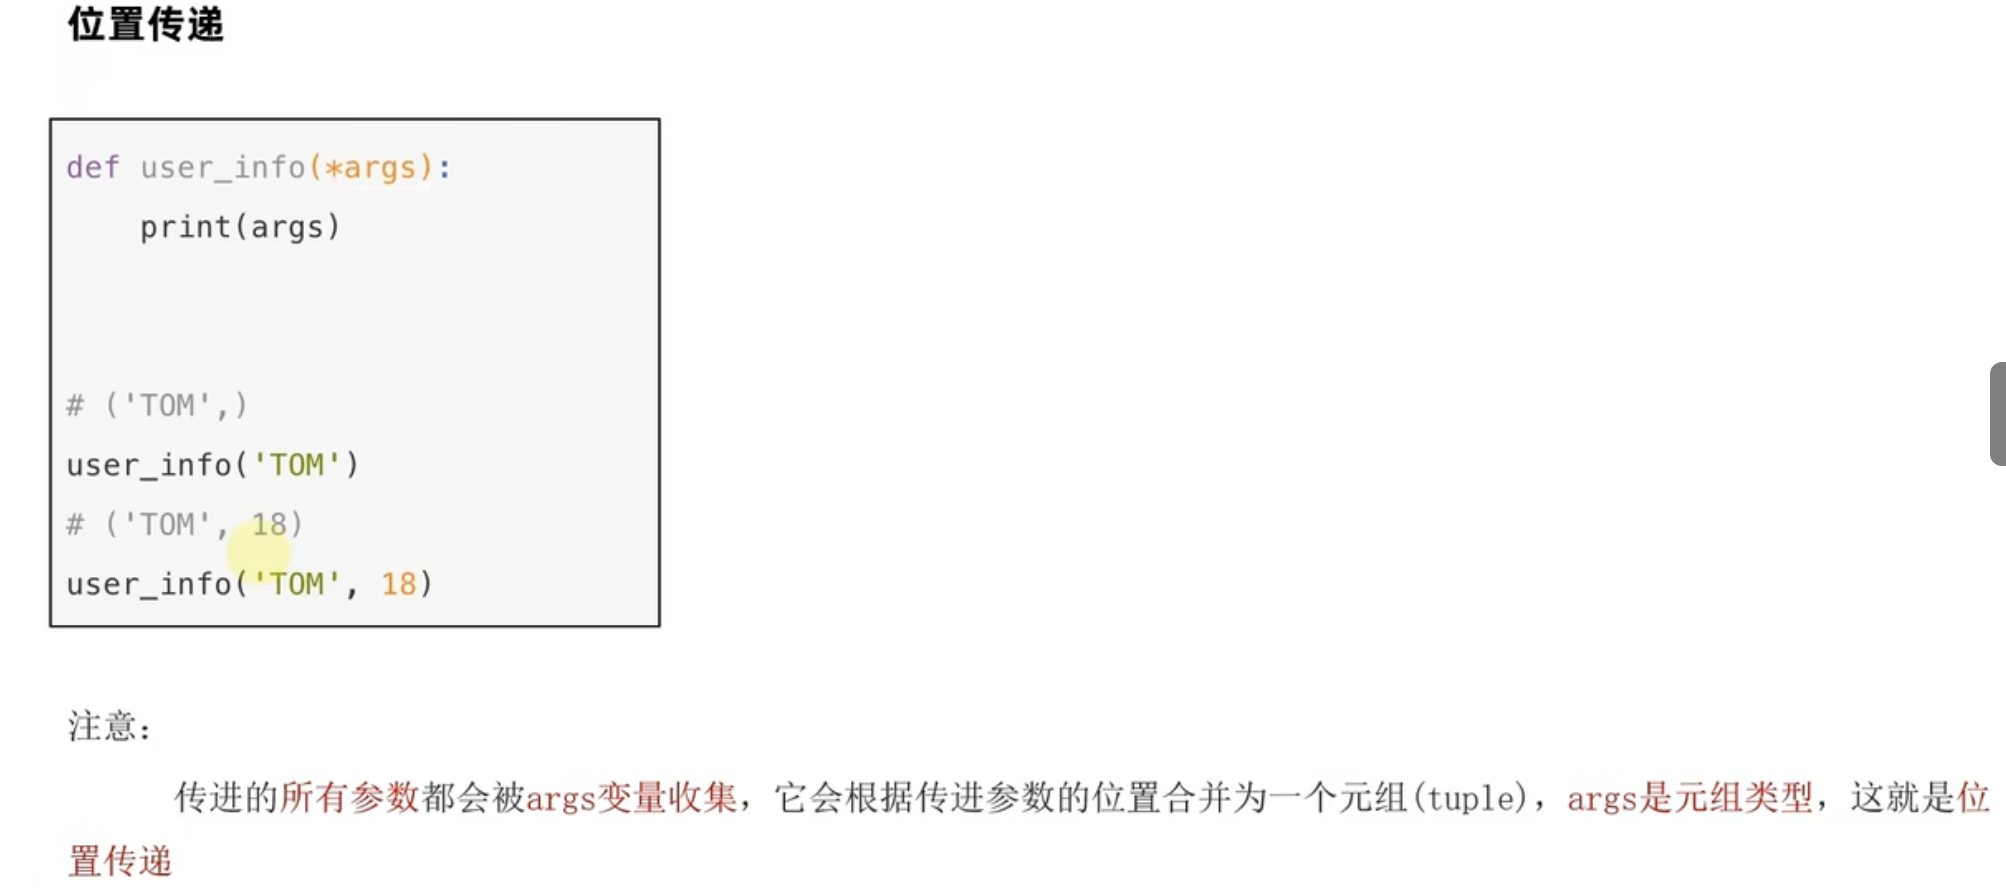 位置传递
def user_info(*args):
    print(args)
# ('TOM',)
user_info('TOM')
# ('TOM', 18)
user_info('TOM', 18)
注意：
传进的所有参数都会被args变量收集，它会根据传进参数的位置合并为一个元组(tuple)，args是元组类型，这就是位
置传递